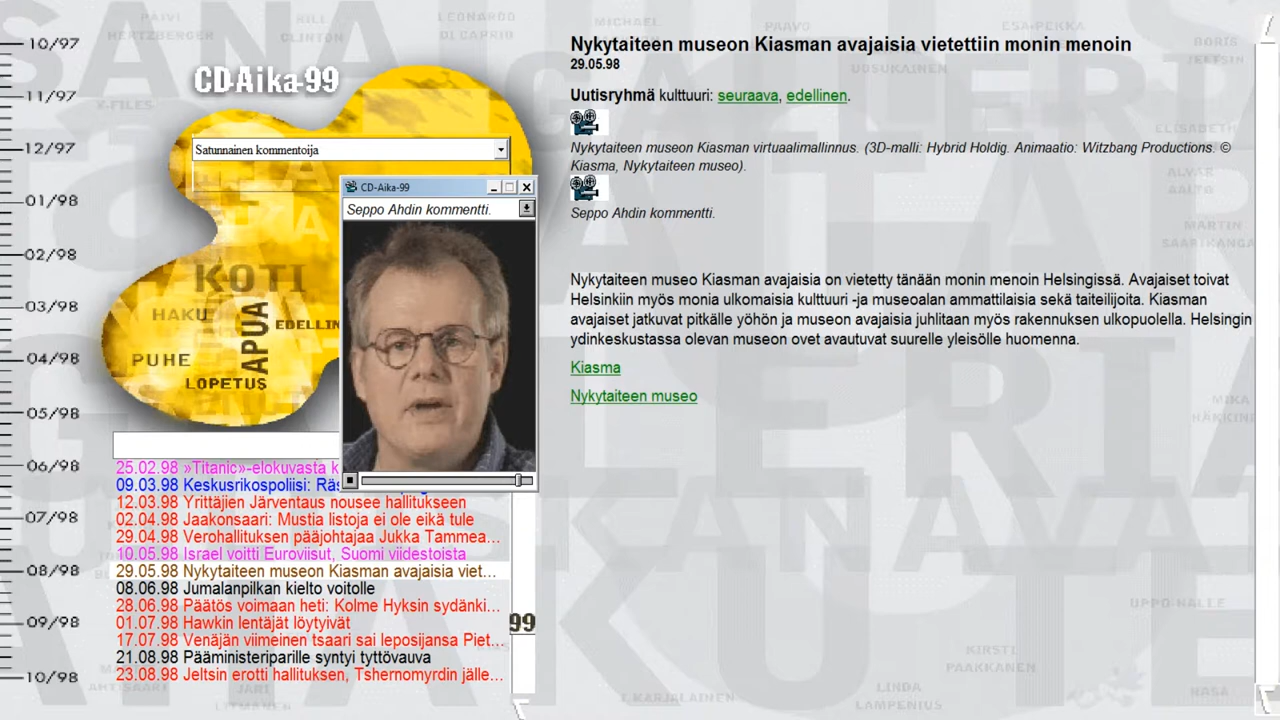 10/97
11/97
12/97
01/98
02/98
03/98
04/98
05/98
06/98
07/98
08/98
09/98
10/98
CD-Aika-99
Satunnainen kommentoija
KOTI
HAKU
APUA
PUHE
LOPETUS
CD-Aika-99
Seppo Ahdin kommentti.
25.02.98 »Titanic»-elokuvasta
09.03.98 Keskusrikospoliisi:
12.03.98 Yrittäjien Järventaus nousee hallitukseen
02.04.98 Jaakonsaari: Mustia listoja ei ole eikä tule
29.04.98 Verohallituksen pääjohtajaa Jukka Tammea...
10.05.98 Israel voitti Euroviisut, Suomi viidestoista
29.05.98 Nykytaiteen museon Kiasman avajaisia viet...
08.06.98 Jumalanpilkan kielto voitolle
28.06.98 Päätös voimaan heti: Kolme Hyksin sydänki...
01.07.98 Hawkin lentäjät löytyivät
17.07.98 Venäjän viimeinen tsaari sai leposijansa Piet...
21.08.98 Pääministeriparille syntyi tyttövauva
23.08.98 Jeltsin erotti hallituksen, Tshernomyrdin jälle...
99
Nykytaiteen museon Kiasman avajaisia vietettiin monin menoin
29.05.98
Uutisryhmä kulttuuri: seuraava, edellinen.
Nykytaiteen museon Kiasman virtuaalimallinnus. (3D-malli: Hybrid Holdig. Animaatio: Witzbang Productions. ©
Kiasma, Nykytaiteen museo).
Seppo Ahdin kommentti.
Nykytaiteen museo Kiasman avajaisia on vietetty tänään monin menoin Helsingissä. Avajaiset toivat
Helsinkiin myös monia ulkomaisia kulttuuri -ja museoalan ammattilaisia sekä taiteilijoita. Kiasman
avajaiset jatkuvat pitkälle yöhön ja museon avajaisia juhlitaan myös rakennuksen ulkopuolella. Helsingin
ydinkeskustassa olevan museon ovet avautuvat suurelle yleisölle huomenna.
Kiasma
Nykytaiteen museo